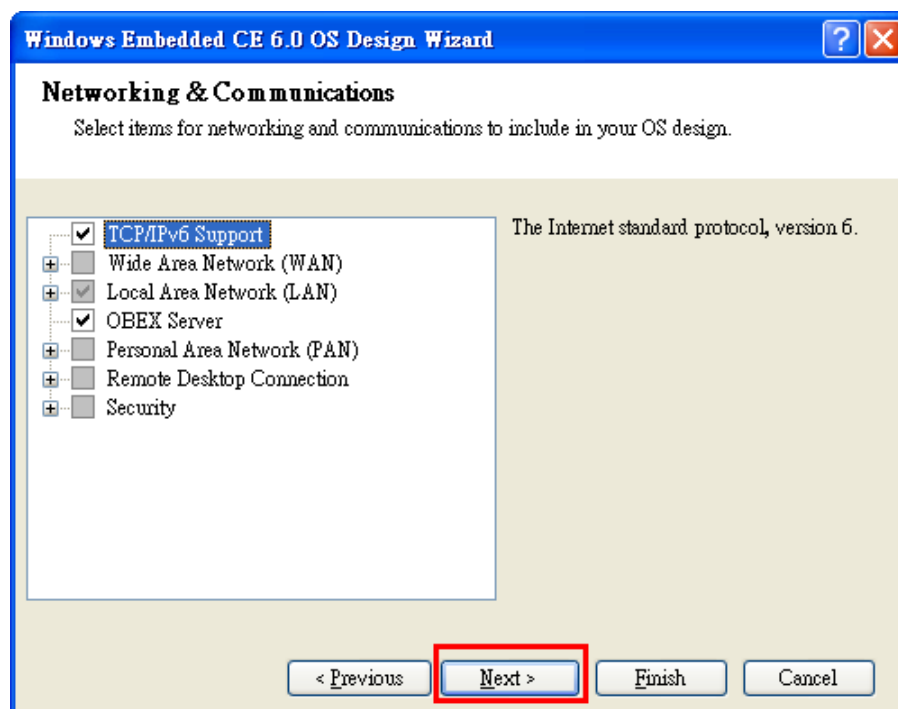 Windows Embedded CE 6.0 OS Design Wizard
Networking & Communications
Select items for networking and communications to include in your OS design.
TCP/IPv6 Support
Wide Area Network (WAN)
Local Area Network (LAN)
OBEX Server
Personal Area Network (PAN)
Remote Desktop Connection
Security
The Internet standard protocol, version 6.
< Previous
Next >
Finish
Cancel